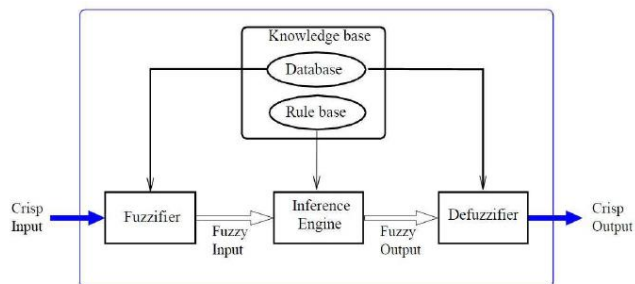 Knowledge base
Database
Rule base
Crisp
Input
Fuzzifier
Fuzzy
Input
Inference
Engine
Fuzzy
Output
Defuzzifier
Crisp
Output